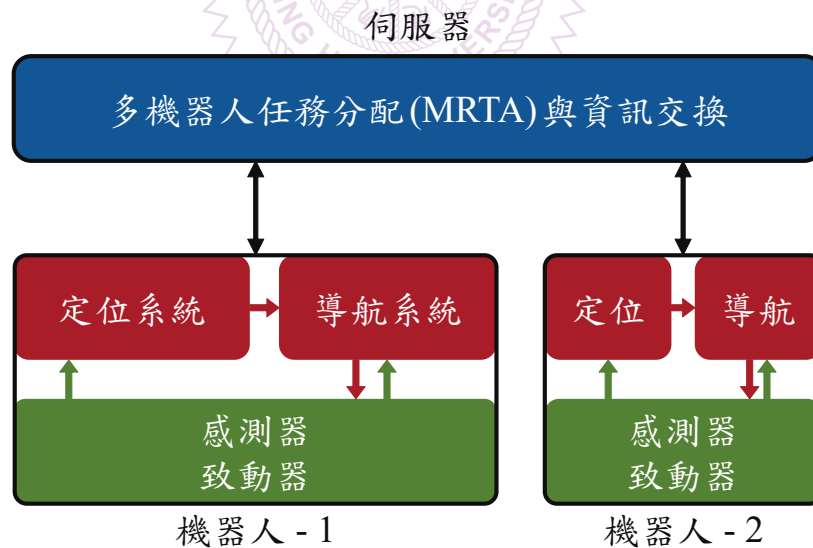 伺服器
多機器人任務分配(MRTA)與資訊交換
定位系統 導航系統
定位 導航
感測器
致動器
感測器
致動器
機器人 - 1
機器人 - 2